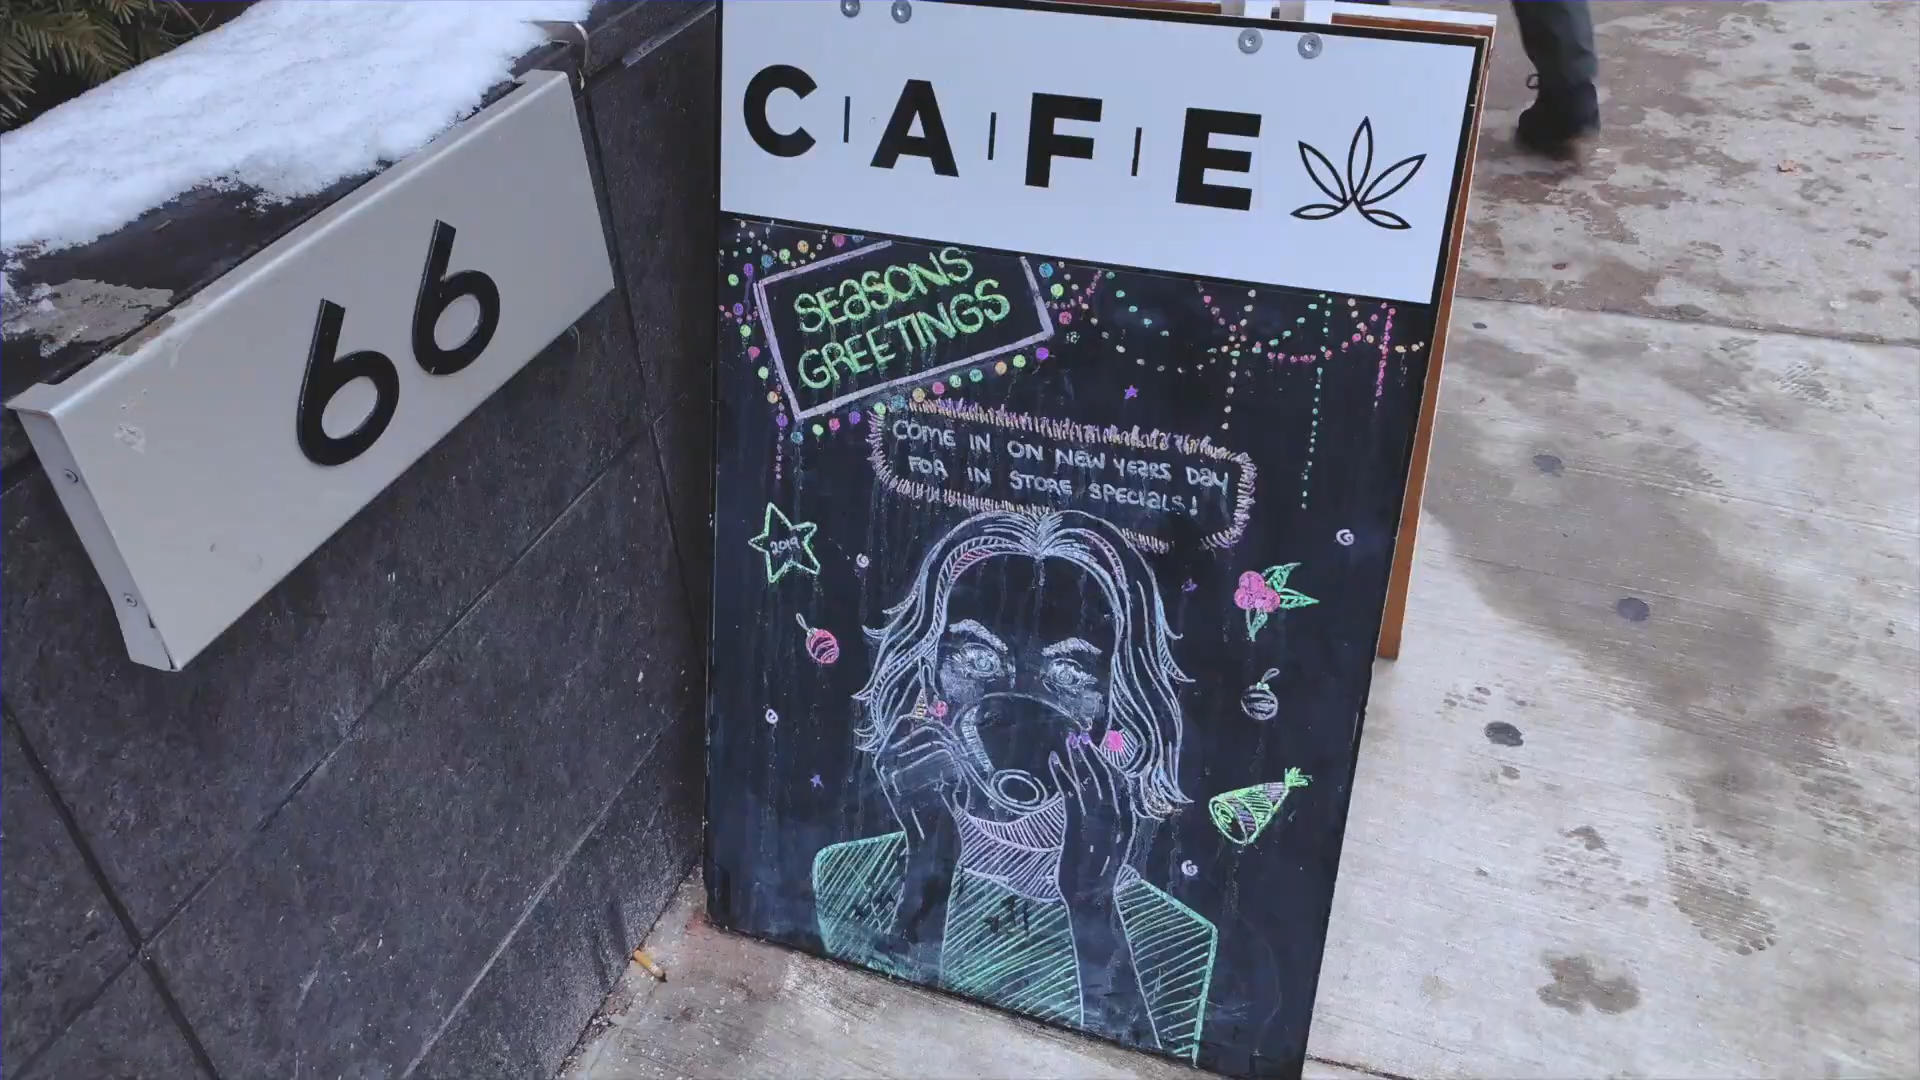 66
C|A|F|E
SEASONS
GREETINGS
COME IN ON NEW YEARS DAY
FOR IN STORE SPECIALS!
2019